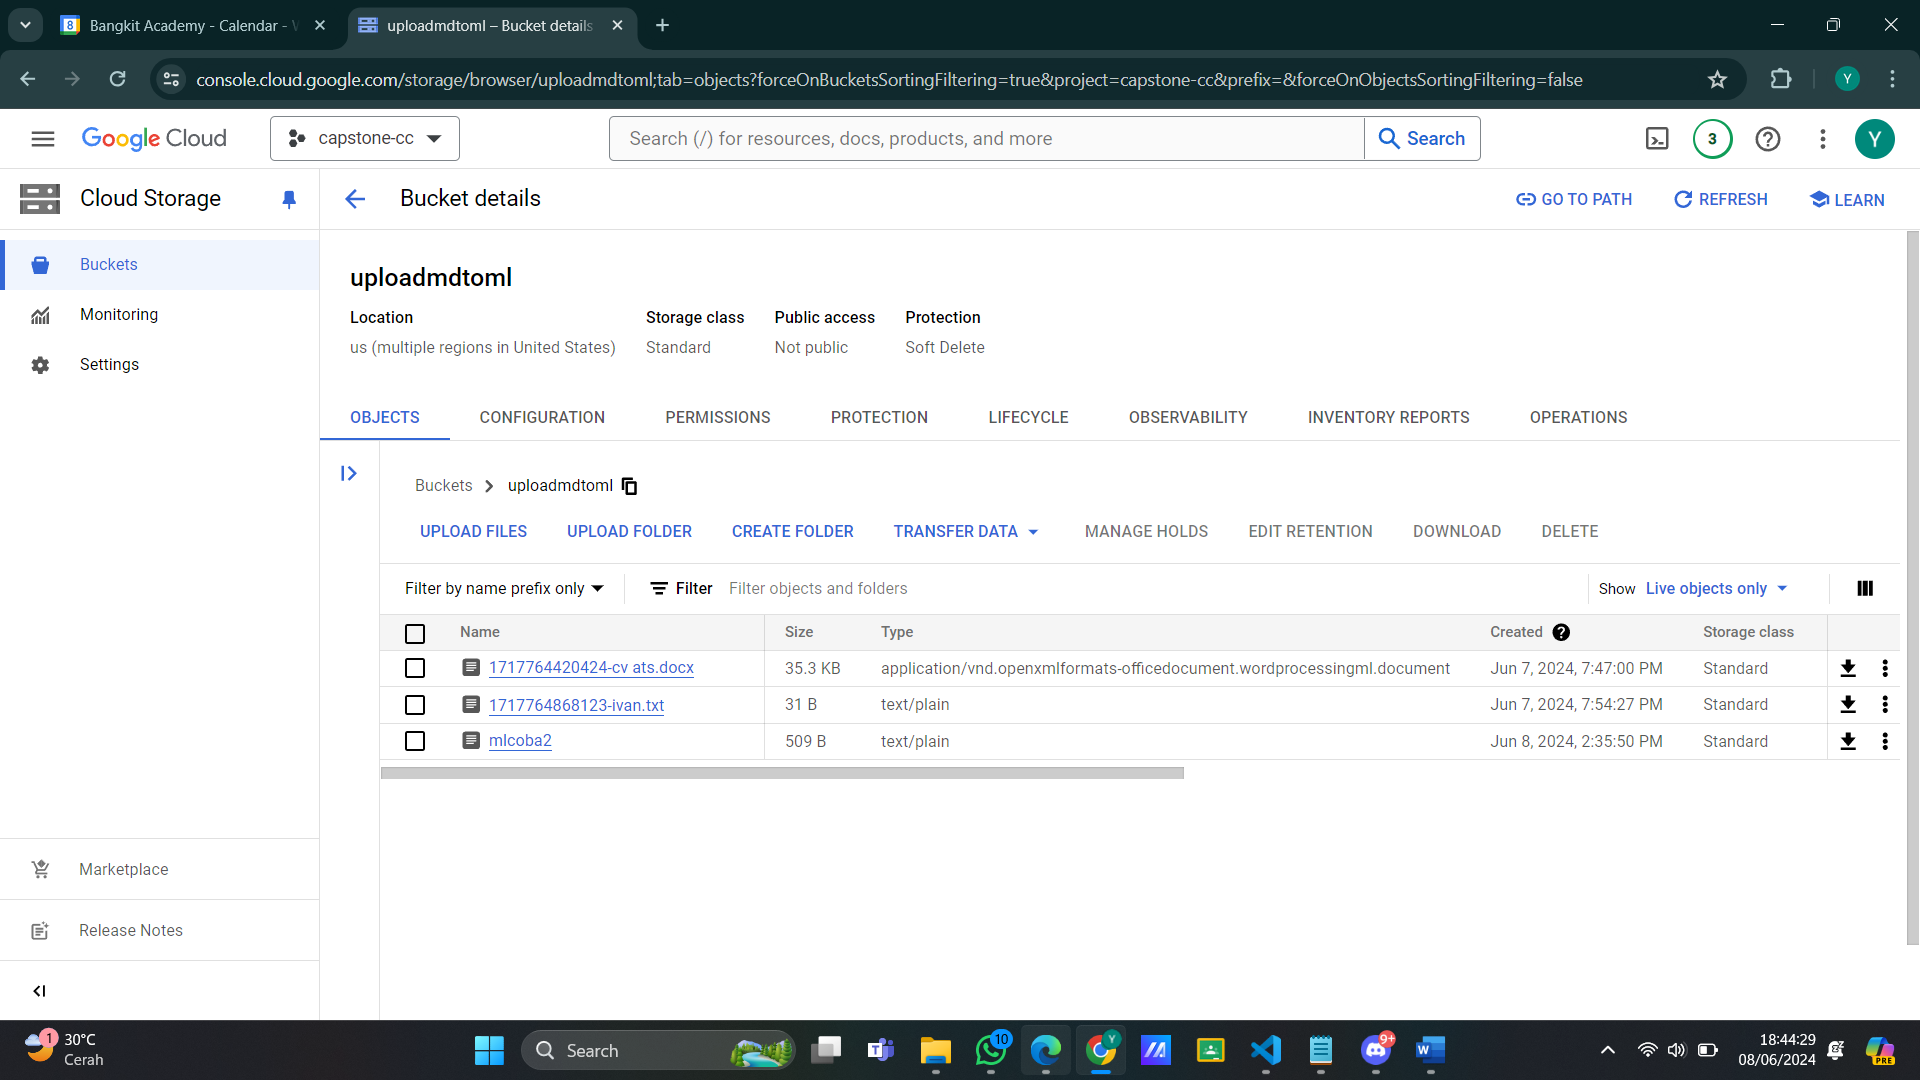 Bangkit Academy - Calendar -
uploadmdtoml – Bucket details
console.cloud.google.com/storage/browser/uploadmdtoml;tab=objects?forceOnBucketsSortingFiltering=true&project=capstone-cc&prefix=&forceOnObjectsSortingFiltering=false
Y
Google Cloud
capstone-cc
Search (/) for resources, docs, products, and more
Search
3
Y
Cloud Storage
Bucket details
GO TO PATH
REFRESH
LEARN
Buckets
Monitoring
Settings
uploadmdtoml
Location Storage class Public access Protection
us (multiple regions in United States) Standard Not public Soft Delete
OBJECTS CONFIGURATION PERMISSIONS PROTECTION LIFECYCLE OBSERVABILITY INVENTORY REPORTS OPERATIONS
Buckets uploadmdtoml
UPLOAD FILES UPLOAD FOLDER CREATE FOLDER TRANSFER DATA MANAGE HOLDS EDIT RETENTION DOWNLOAD DELETE
Filter by name prefix only Filter Filter objects and folders Show Live objects only
Name Size Type Created Storage class
1717764420424-cv ats.docx 35.3 KB application/vnd.openxmlformats-officedocument.wordprocessingml.document Jun 7, 2024, 7:47:00 PM Standard
1717764868123-ivan.txt 31 B text/plain Jun 7, 2024, 7:54:27 PM Standard
mlcoba2 509 B text/plain Jun 8, 2024, 2:35:50 PM Standard
Marketplace
Release Notes
1
30°C
Cerah
Search
10
Y
9+
18:44:29
08/06/2024
PRE